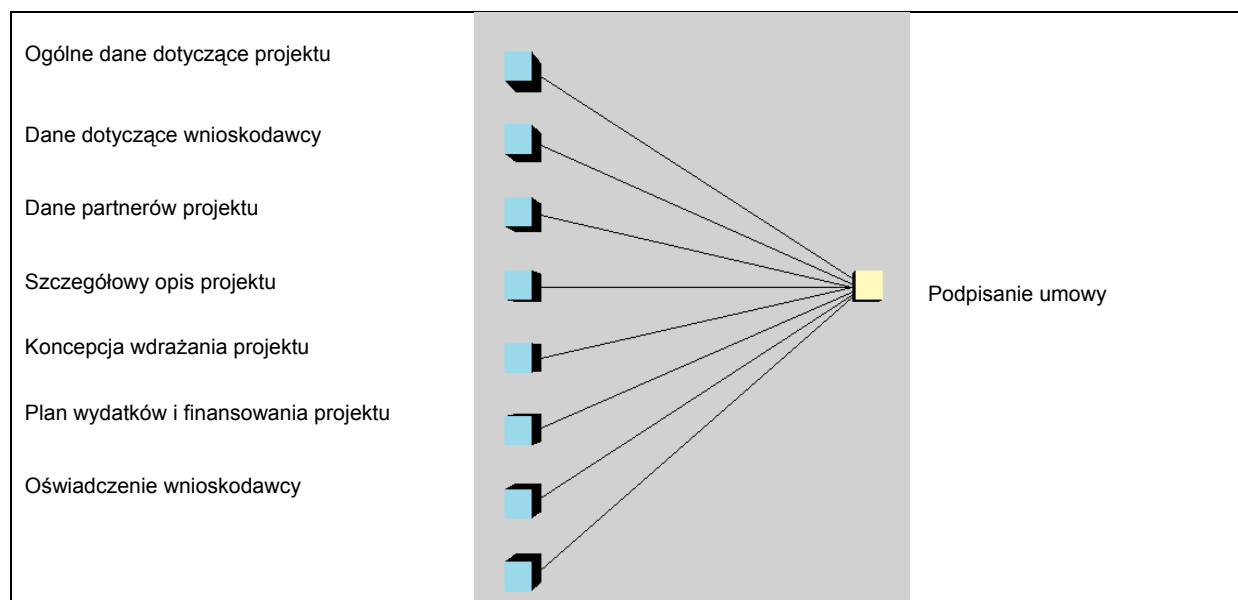 Ogólne dane dotyczące projektu
Dane dotyczące wnioskodawcy
Dane partnerów projektu
Szczegółowy opis projektu
Koncepcja wdrażania projektu
Plan wydatków i finansowania projektu
Oświadczenie wnioskodawcy
Podpisanie umowy